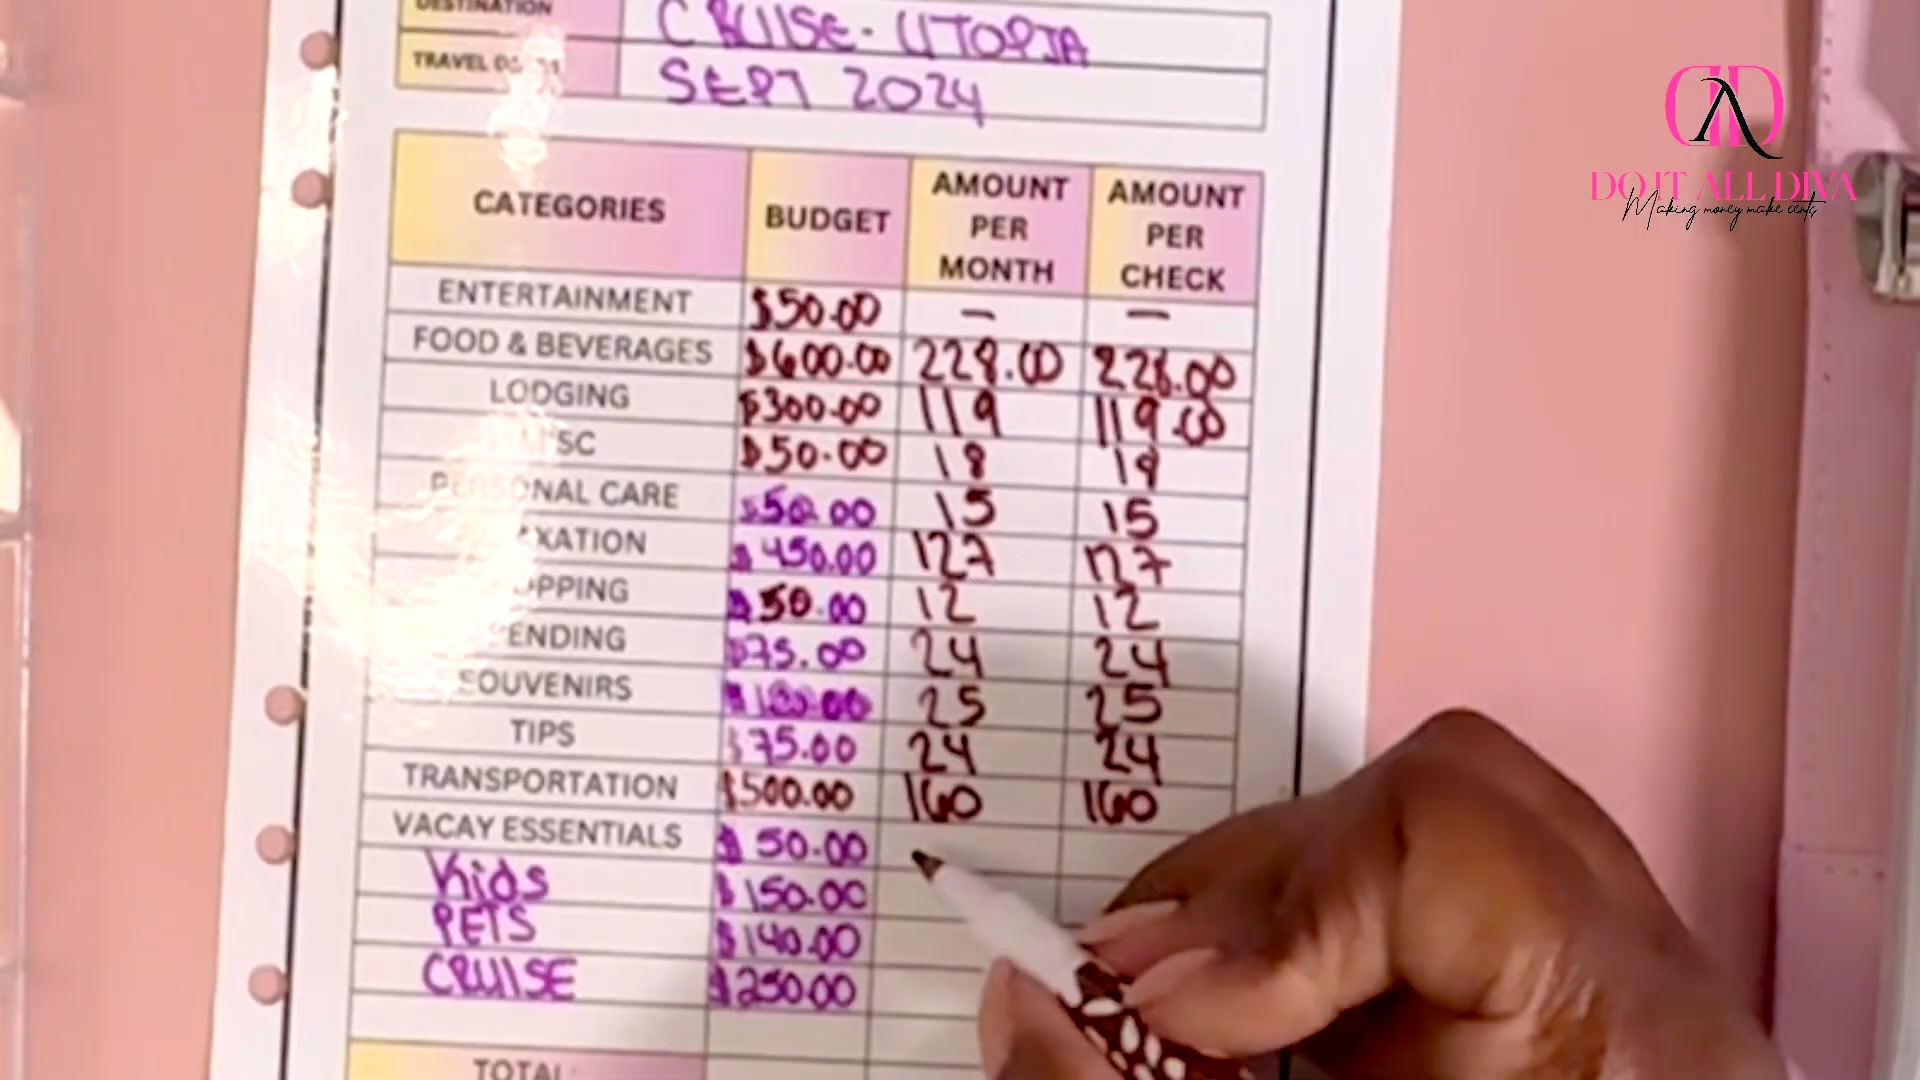 DESTINATION CRUISE - UTOPIA
TRAVEL SEPT 2024
CATEGORIES BUDGET AMOUNT PER MONTH AMOUNT PER CHECK
ENTERTAINMENT $50.00 — —
FOOD & BEVERAGES $600.00 228.00 228.00
LODGING $300.00 119 119.00
SC $50.00 18 18
PERSONAL CARE $50.00 15 15
XATION $450.00 127 127
PPING $50.00 12 12
ENDING $75.00 24 24
SOUVENIRS 25 25
TIPS $75.00 24 24
TRANSPORTATION $500.00 160 160
VACAY ESSENTIALS $50.00
Kids $150.00
PETS $140.00
CRUISE $250.00
TOTAL
DO IT ALL DIVA
Making money make cents